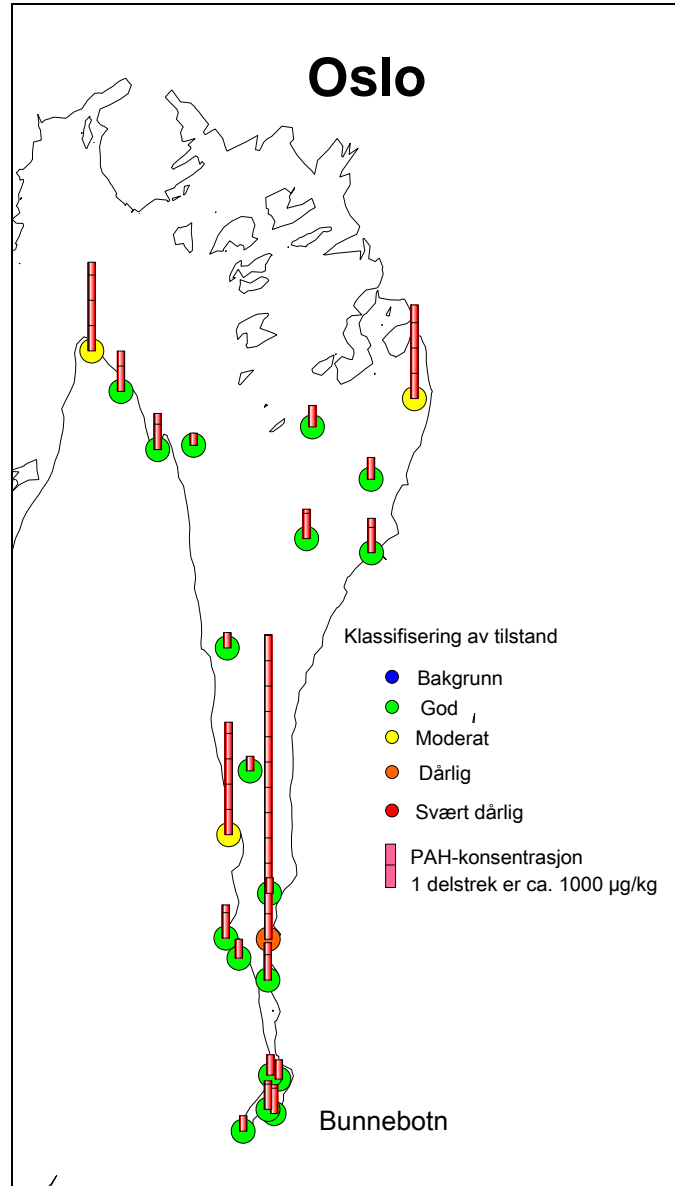 Oslo
Klassifisering av tilstand
Bakgrunn
God
Moderat
Dårlig
Svært dårlig
PAH-konsentrasjon
1 delstrek er ca. 1000 µg/kg
Bunnebotn